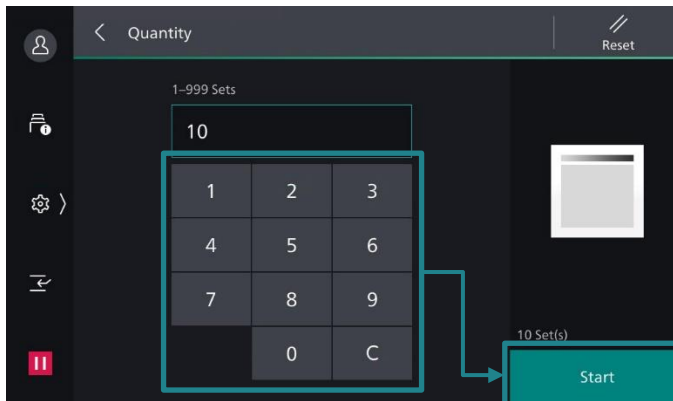 Quantity
Reset
1–999 Sets
10
1 2 3
4 5 6
7 8 9
0 C
10 Set(s)
Start